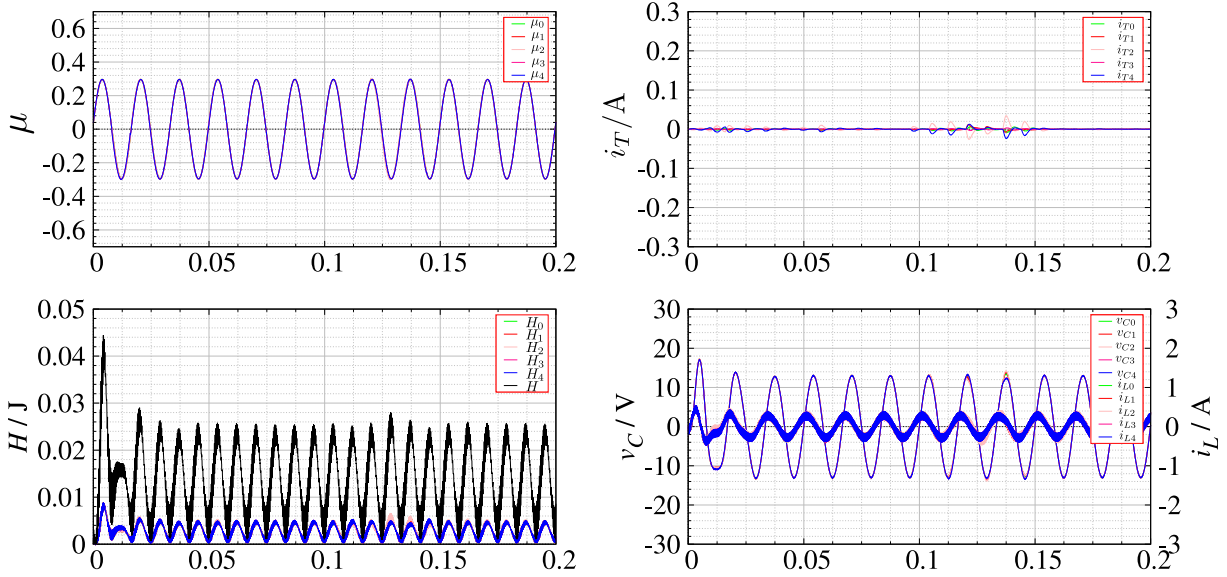 0.6
0.4
0.2
0
-0.2
-0.4
-0.6
μ
0
0.05
0.1
0.15
0.2
μ0
μ1
μ2
μ3
μ4
0.3
0.2
0.1
0
-0.1
-0.2
-0.3
iT/A
0
0.05
0.1
0.15
0.2
iT0
iT1
iT2
iT3
iT4
0.05
0.04
0.03
0.02
0.01
0
H/J
0
0.05
0.1
0.15
0.2
H0
H1
H2
H3
H4
H
30
20
10
0
-10
-20
-30
vC/V
0
0.05
0.1
0.15
0.2
vC0
vC1
vC2
vC3
vC4
iL0
iL1
iL2
iL3
iL4
3
2
1
0
-1
-2
-3
iL/A